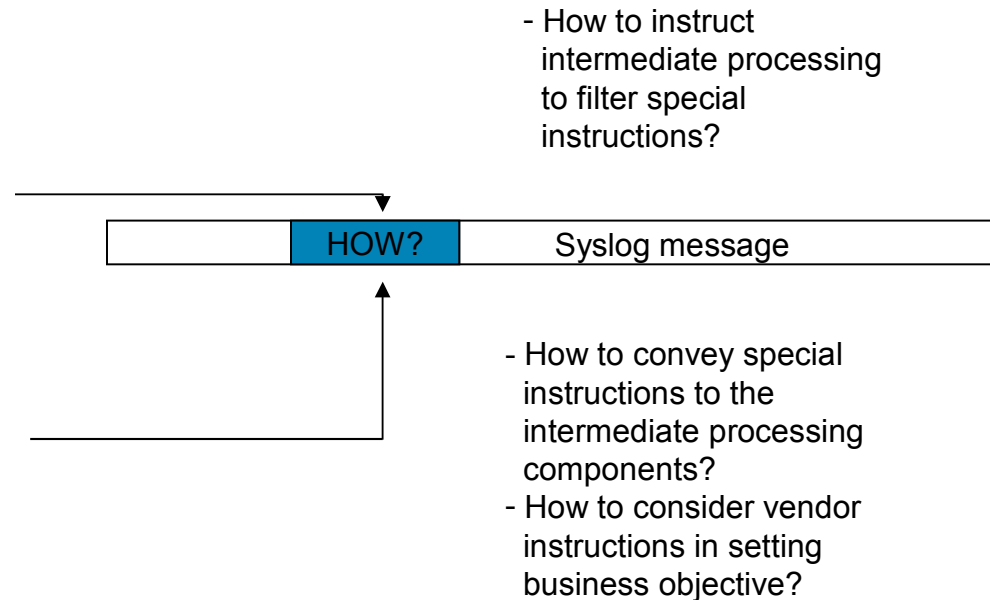 - How to instruct
intermediate processing
to filter special
instructions?
HOW? Syslog message
- How to convey special
instructions to the
intermediate processing
components?
- How to consider vendor
instructions in setting
business objective?